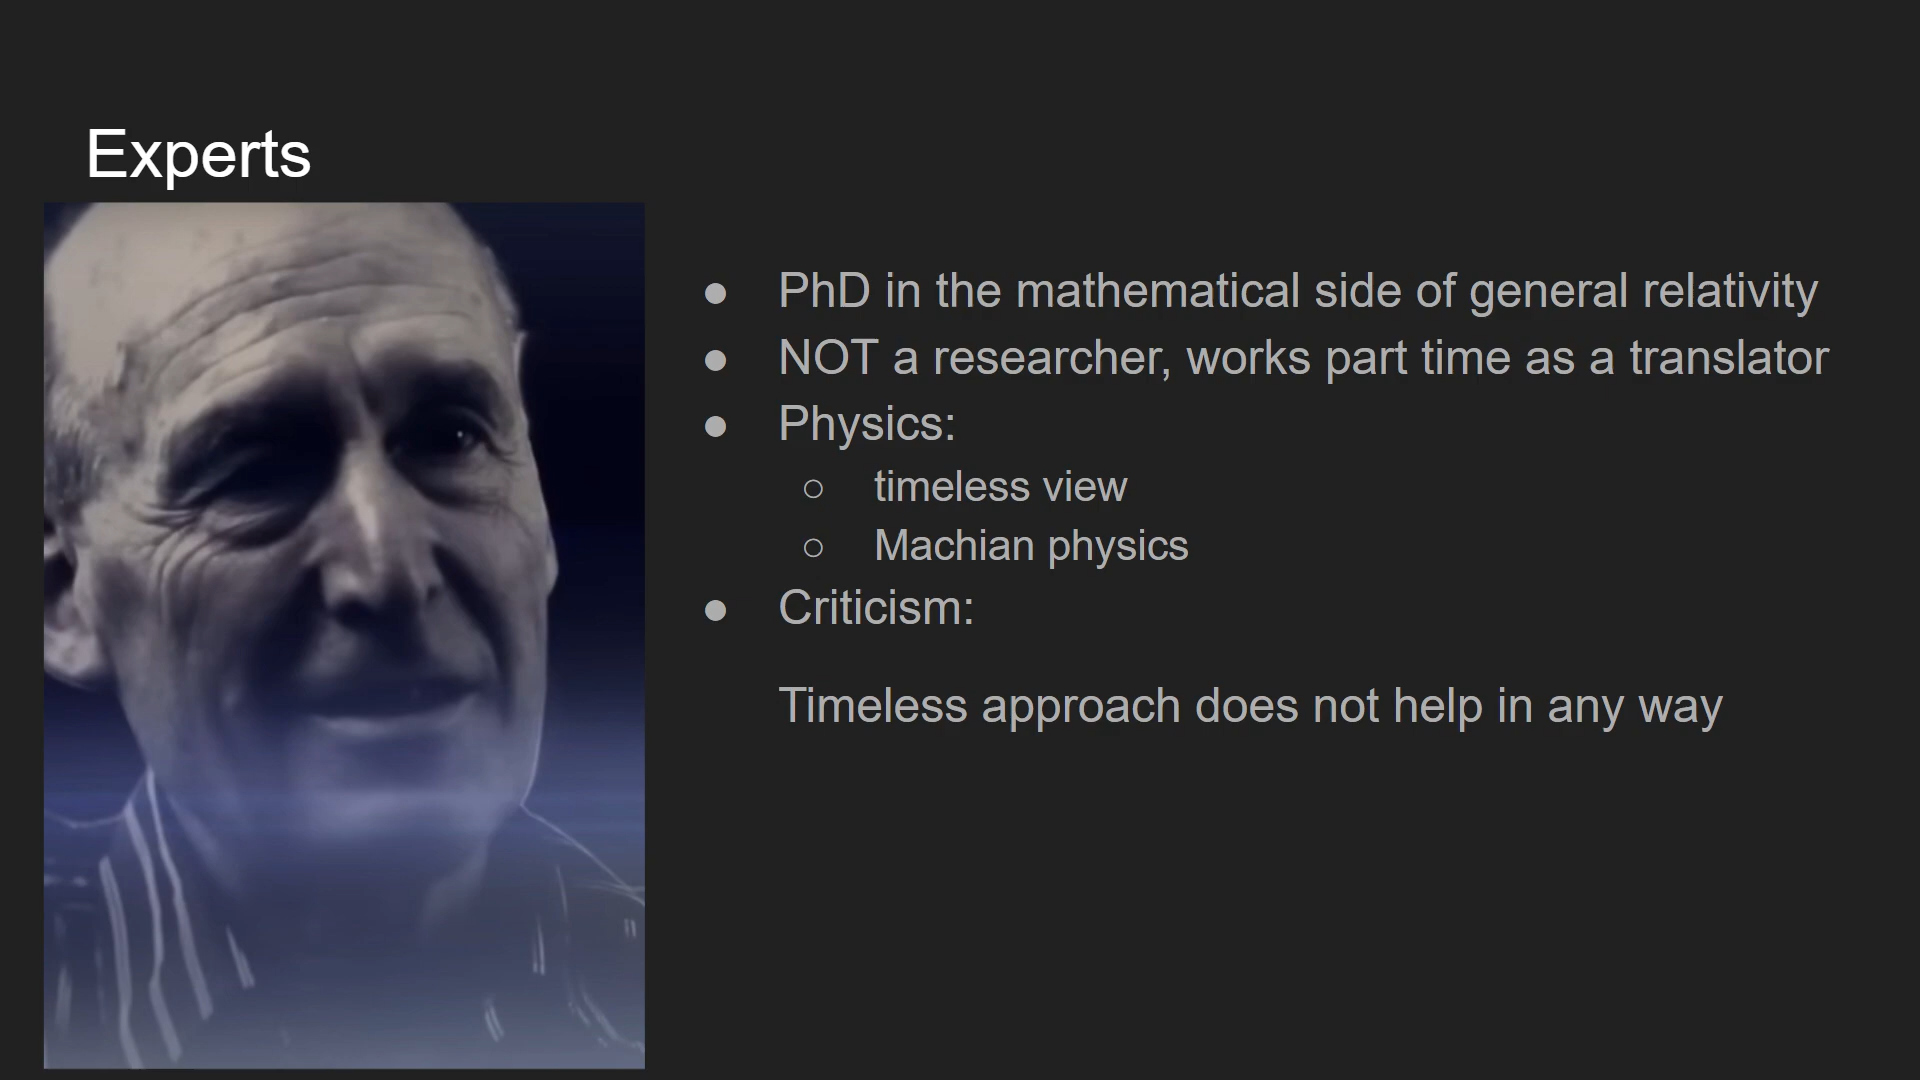 Experts
● PhD in the mathematical side of general relativity
● NOT a researcher, works part time as a translator
● Physics:
○ timeless view
○ Machian physics
● Criticism:
Timeless approach does not help in any way